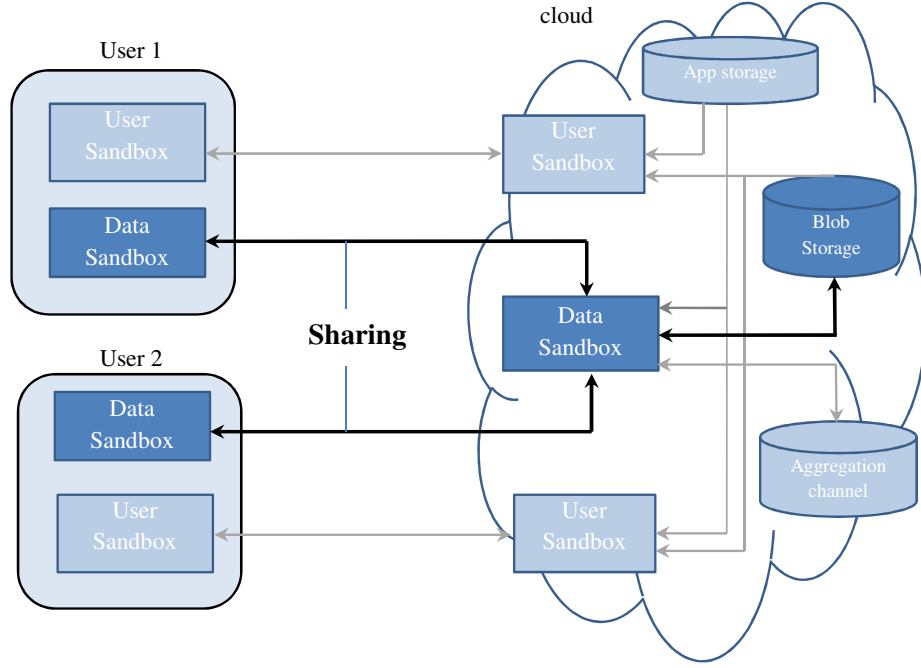 cloud
User 1
App storage
User
Sandbox
User
Sandbox
Data
Sandbox
Blob
Storage
Data
Sandbox
Sharing
User 2
Data
Sandbox
Aggregation
channel
User
Sandbox
User
Sandbox